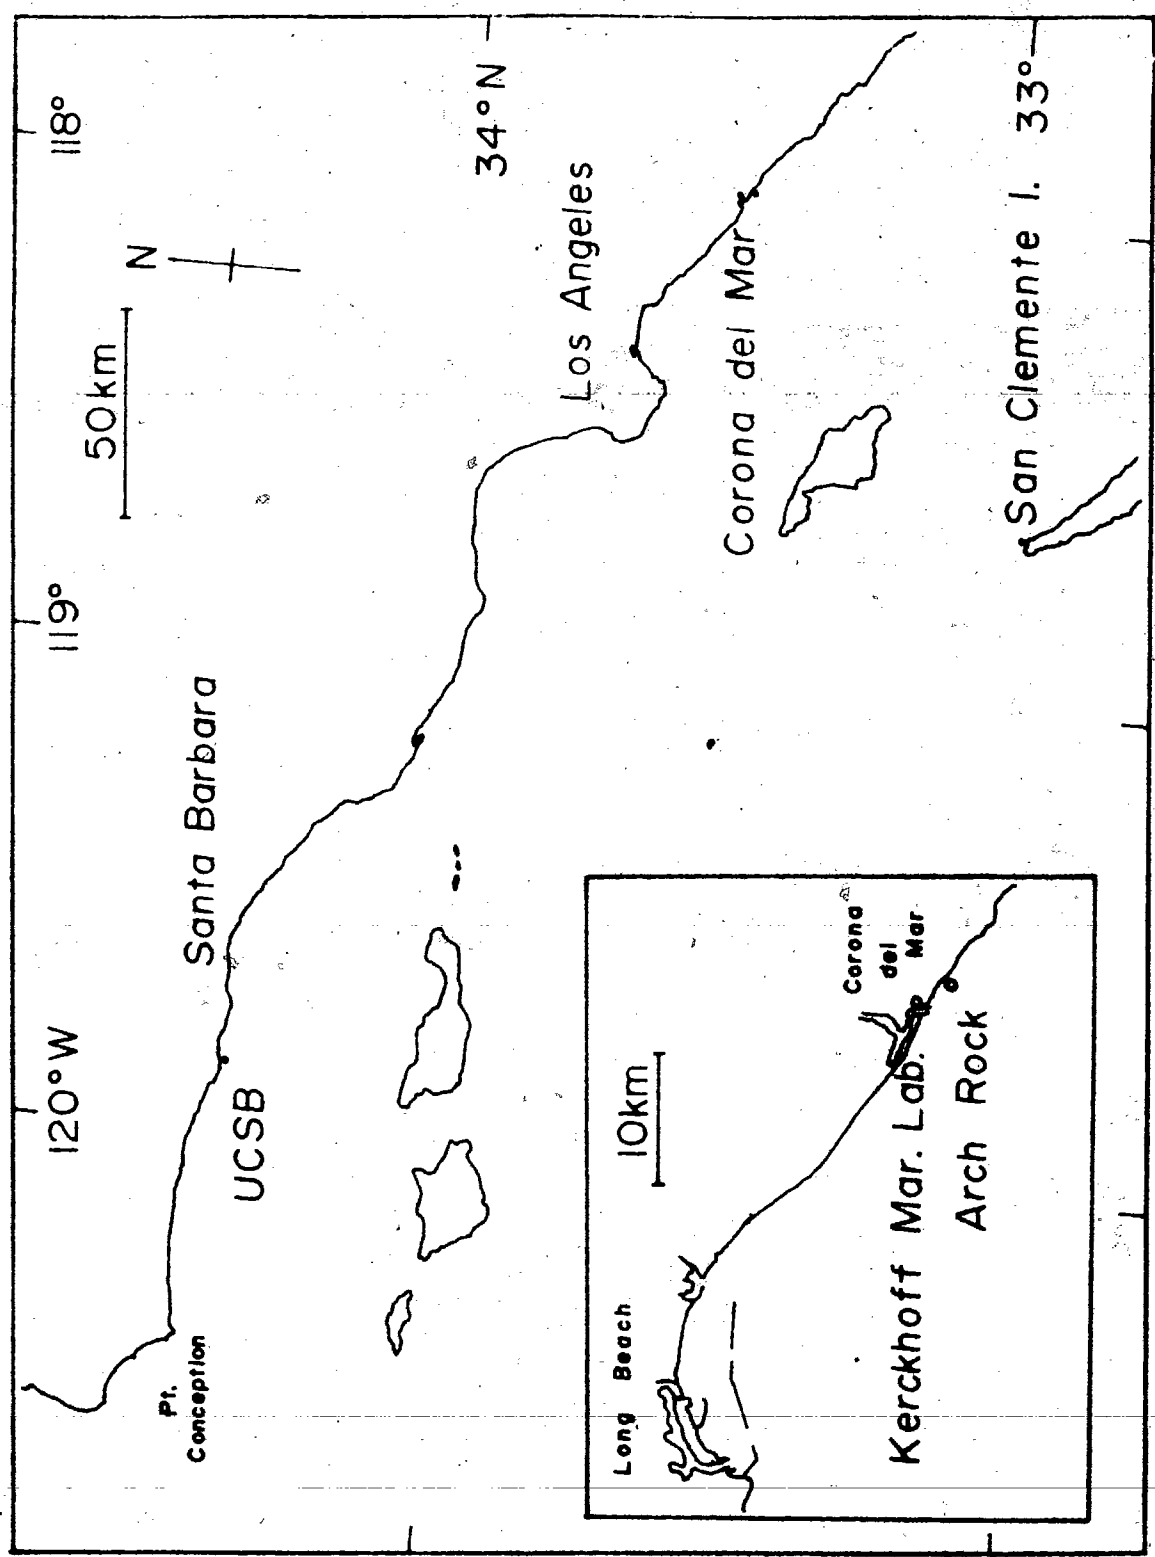 120°W
119°
118°
50km
N
Santa Barbara
Pt.
Conception
UCSB
34°N
Los Angeles
Corona del Mar
San Clemente I.
33°
Long Beach
10km
Corona
del
Mar
Kerckhoff Mar. Lab.
Arch Rock